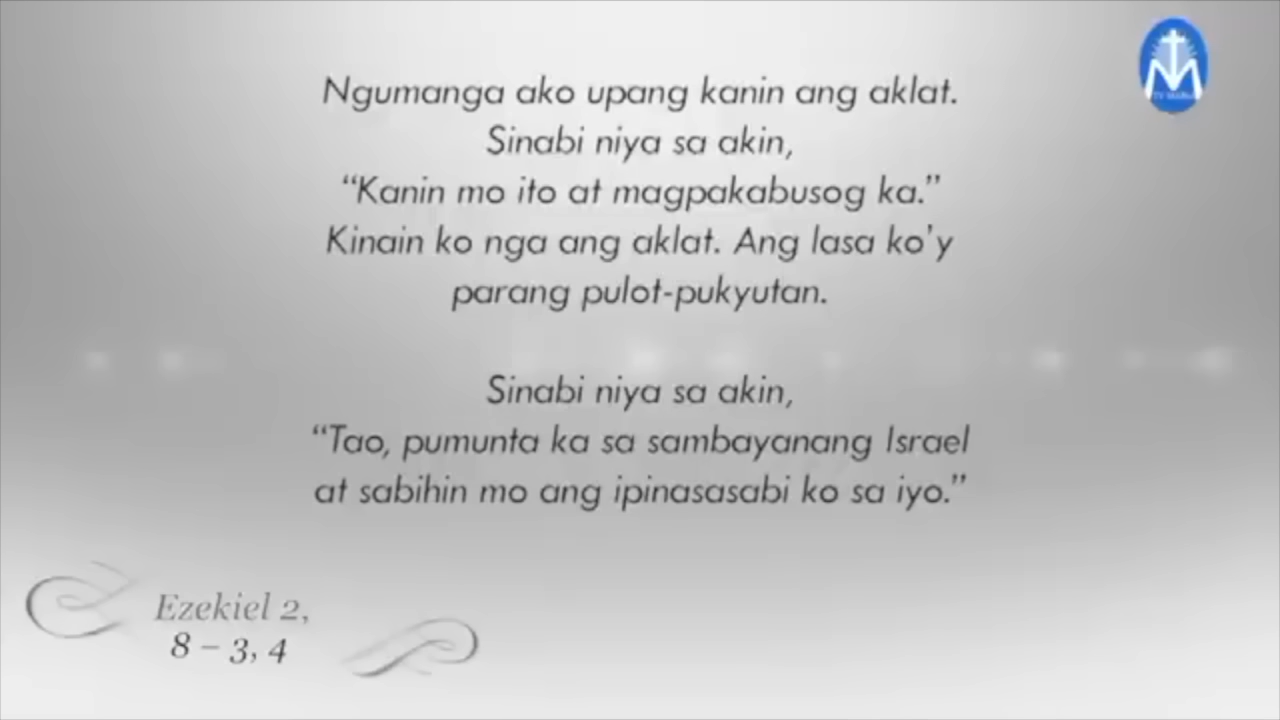 Ngumanga ako upang kanin ang aklat.
Sinabi niya sa akin,
“Kanin mo ito at magpakabusog ka.”
Kinain ko nga ang aklat. Ang lasa ko'y
parang pulot-pukyutan.
Sinabi niya sa akin,
“Tao, pumunta ka sa sambayanang Israel
at sabihin mo ang ipinasasabi ko sa iyo.”
Ezekiel 2,
8 – 3, 4